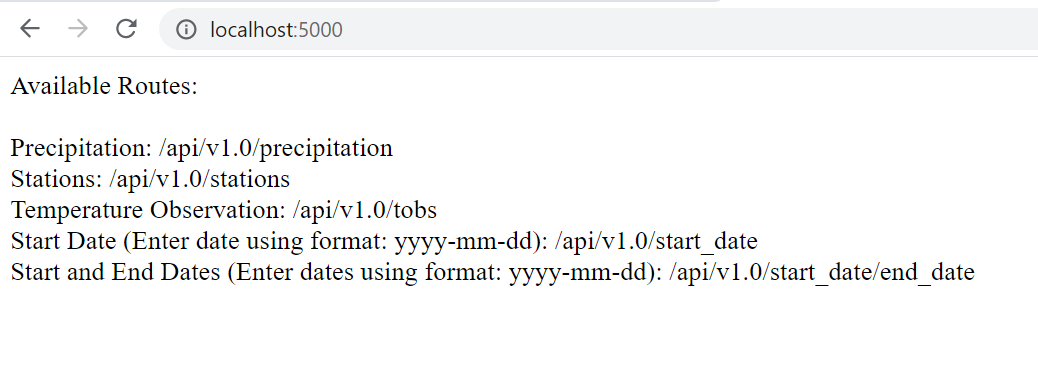 localhost:5000
Available Routes:
Precipitation: /api/v1.0/precipitation
Stations: /api/v1.0/stations
Temperature Observation: /api/v1.0/tobs
Start Date (Enter date using format: yyyy-mm-dd): /api/v1.0/start_date
Start and End Dates (Enter dates using format: yyyy-mm-dd): /api/v1.0/start_date/end_date